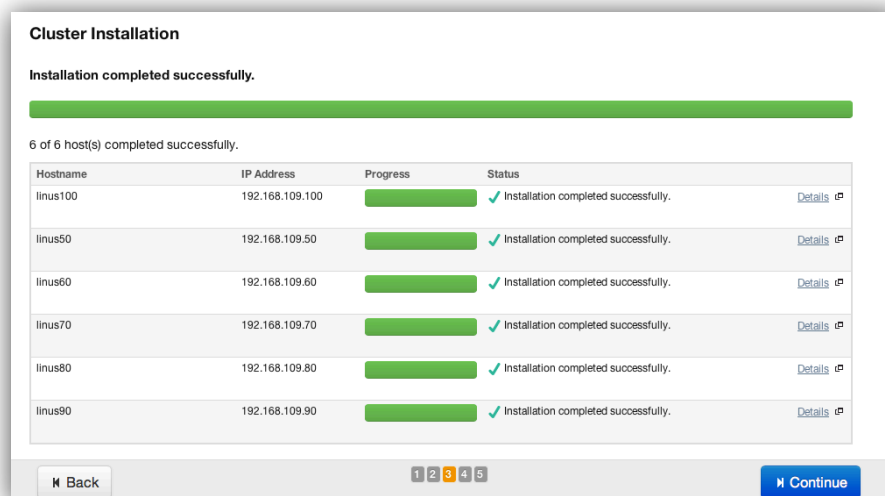 Cluster Installation
Installation completed successfully.
6 of 6 host(s) completed successfully.
Hostname IP Address Progress Status
linus100 192.168.109.100 Installation completed successfully. Details
linus50 192.168.109.50 Installation completed successfully. Details
linus60 192.168.109.60 Installation completed successfully. Details
linus70 192.168.109.70 Installation completed successfully. Details
linus80 192.168.109.80 Installation completed successfully. Details
linus90 192.168.109.90 Installation completed successfully. Details
Back 1 2 3 4 5 Continue